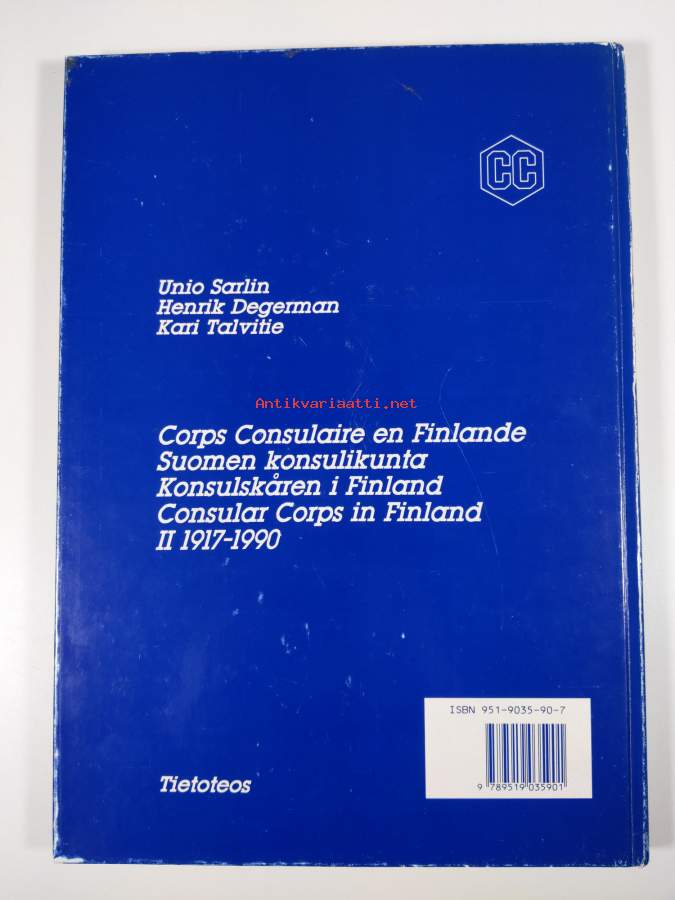 CC
Unio Sarlin
Henrik Degerman
Kari Talvitie
Antikvariaatti.net
Corps Consulaire en Finlande
Suomen konsulikunta
Konsulskåren i Finland
Consular Corps in Finland
II 1917-1990
ISBN 951-9035-90-7
9 789519 035901
Tietoteos